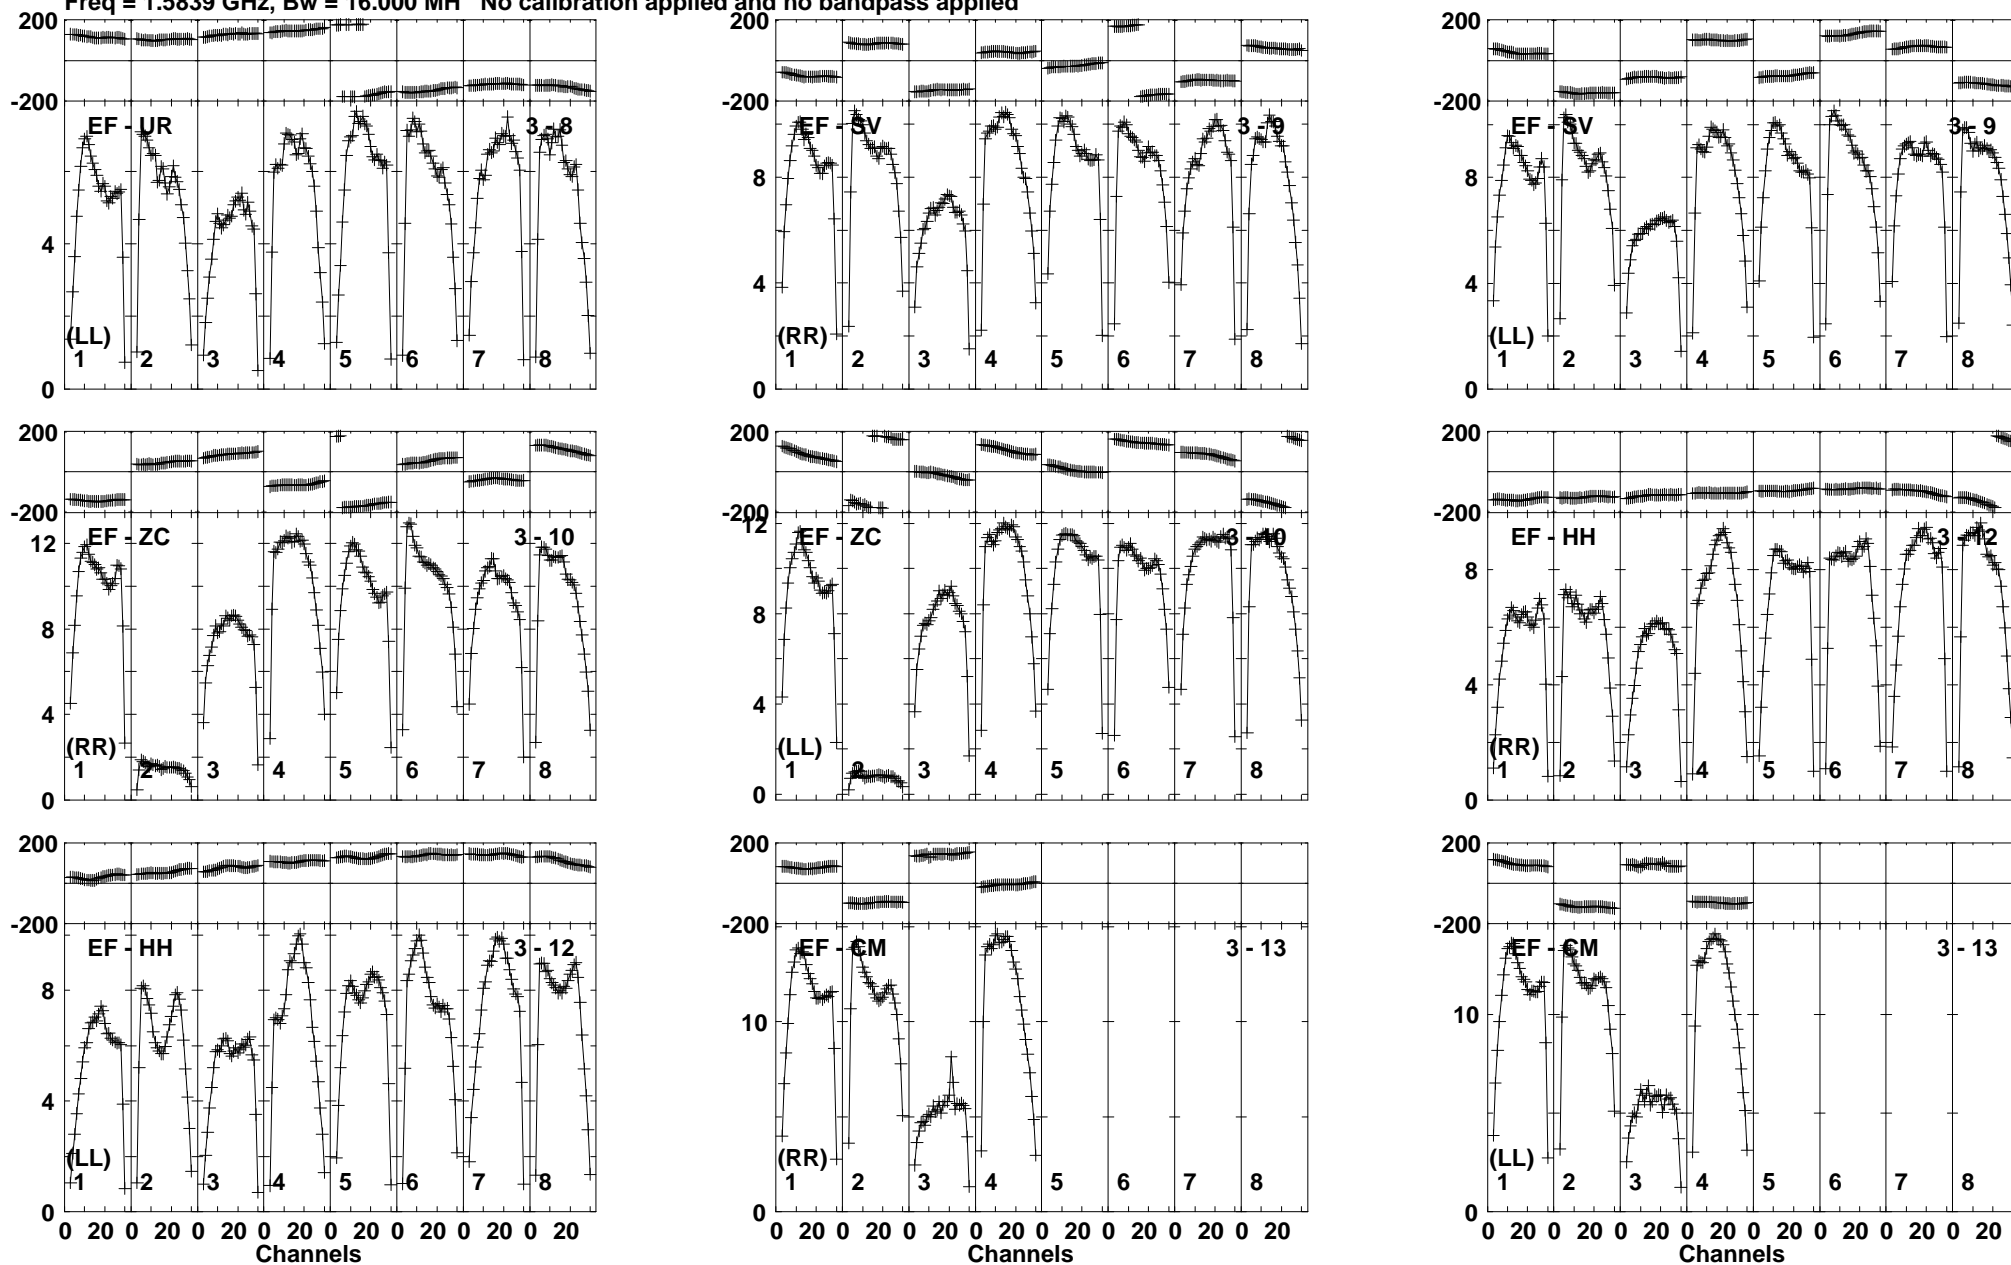 Freq = 1.5839 GHz, Bw = 16.000 MH No calibration applied and no bandpass applied
200 200 200
-200 -200 -200
EF - UR 3 - 8 EF - SV 3 - 9 EF - SV 3 - 9
8 8
4 4 4
(LL) (RR) (LL)
1 2 3 4 5 6 7 8 1 2 3 4 5 6 7 8 1 2 3 4 5 6 7 8
0 0 0
200 200 200
-200 -200 -200
EF - ZC 3 - 10 EF - ZC 3 - 10 EF - HH 3 - 12
12 12
8 8 8
4 4 4
(RR) (LL) (RR)
1 2 3 4 5 6 7 8 1 2 3 4 5 6 7 8 1 2 3 4 5 6 7 8
0 0 0
200 200 200
-200 -200 -200
EF - HH 3 - 12 EF - CM 3 - 13 EF - CM 3 - 13
8 10 10
4
(LL) (RR) (LL)
1 2 3 4 5 6 7 8 1 2 3 4 5 6 7 8 1 2 3 4 5 6 7 8
0 0 0
0 20 0 20 0 20 0 20 0 20 0 20 0 20 0 20 0 20 0 20 0 20 0 20 0 20 0 20 0 20 0 20 0 20 0 20 0 20 0 20 0 20 0 20 0 20 0 20
Channels Channels Channels